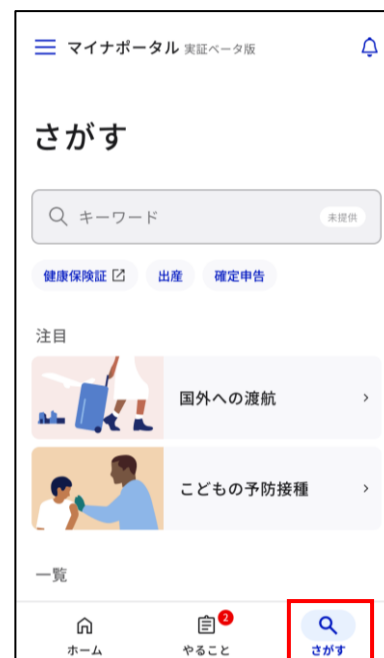 マイナポータル 実証ベータ版
さがす
キーワード 未提供
健康保険証 出産 確定申告
注目
国外への渡航
こどもの予防接種
一覧
2
ホーム やること さがす